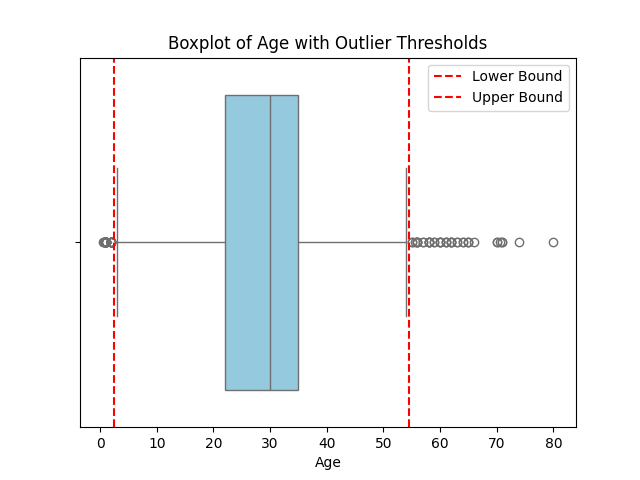 Boxplot of Age with Outlier Thresholds
Lower Bound
Upper Bound
0 10 20 30 40 50 60 70 80
Age